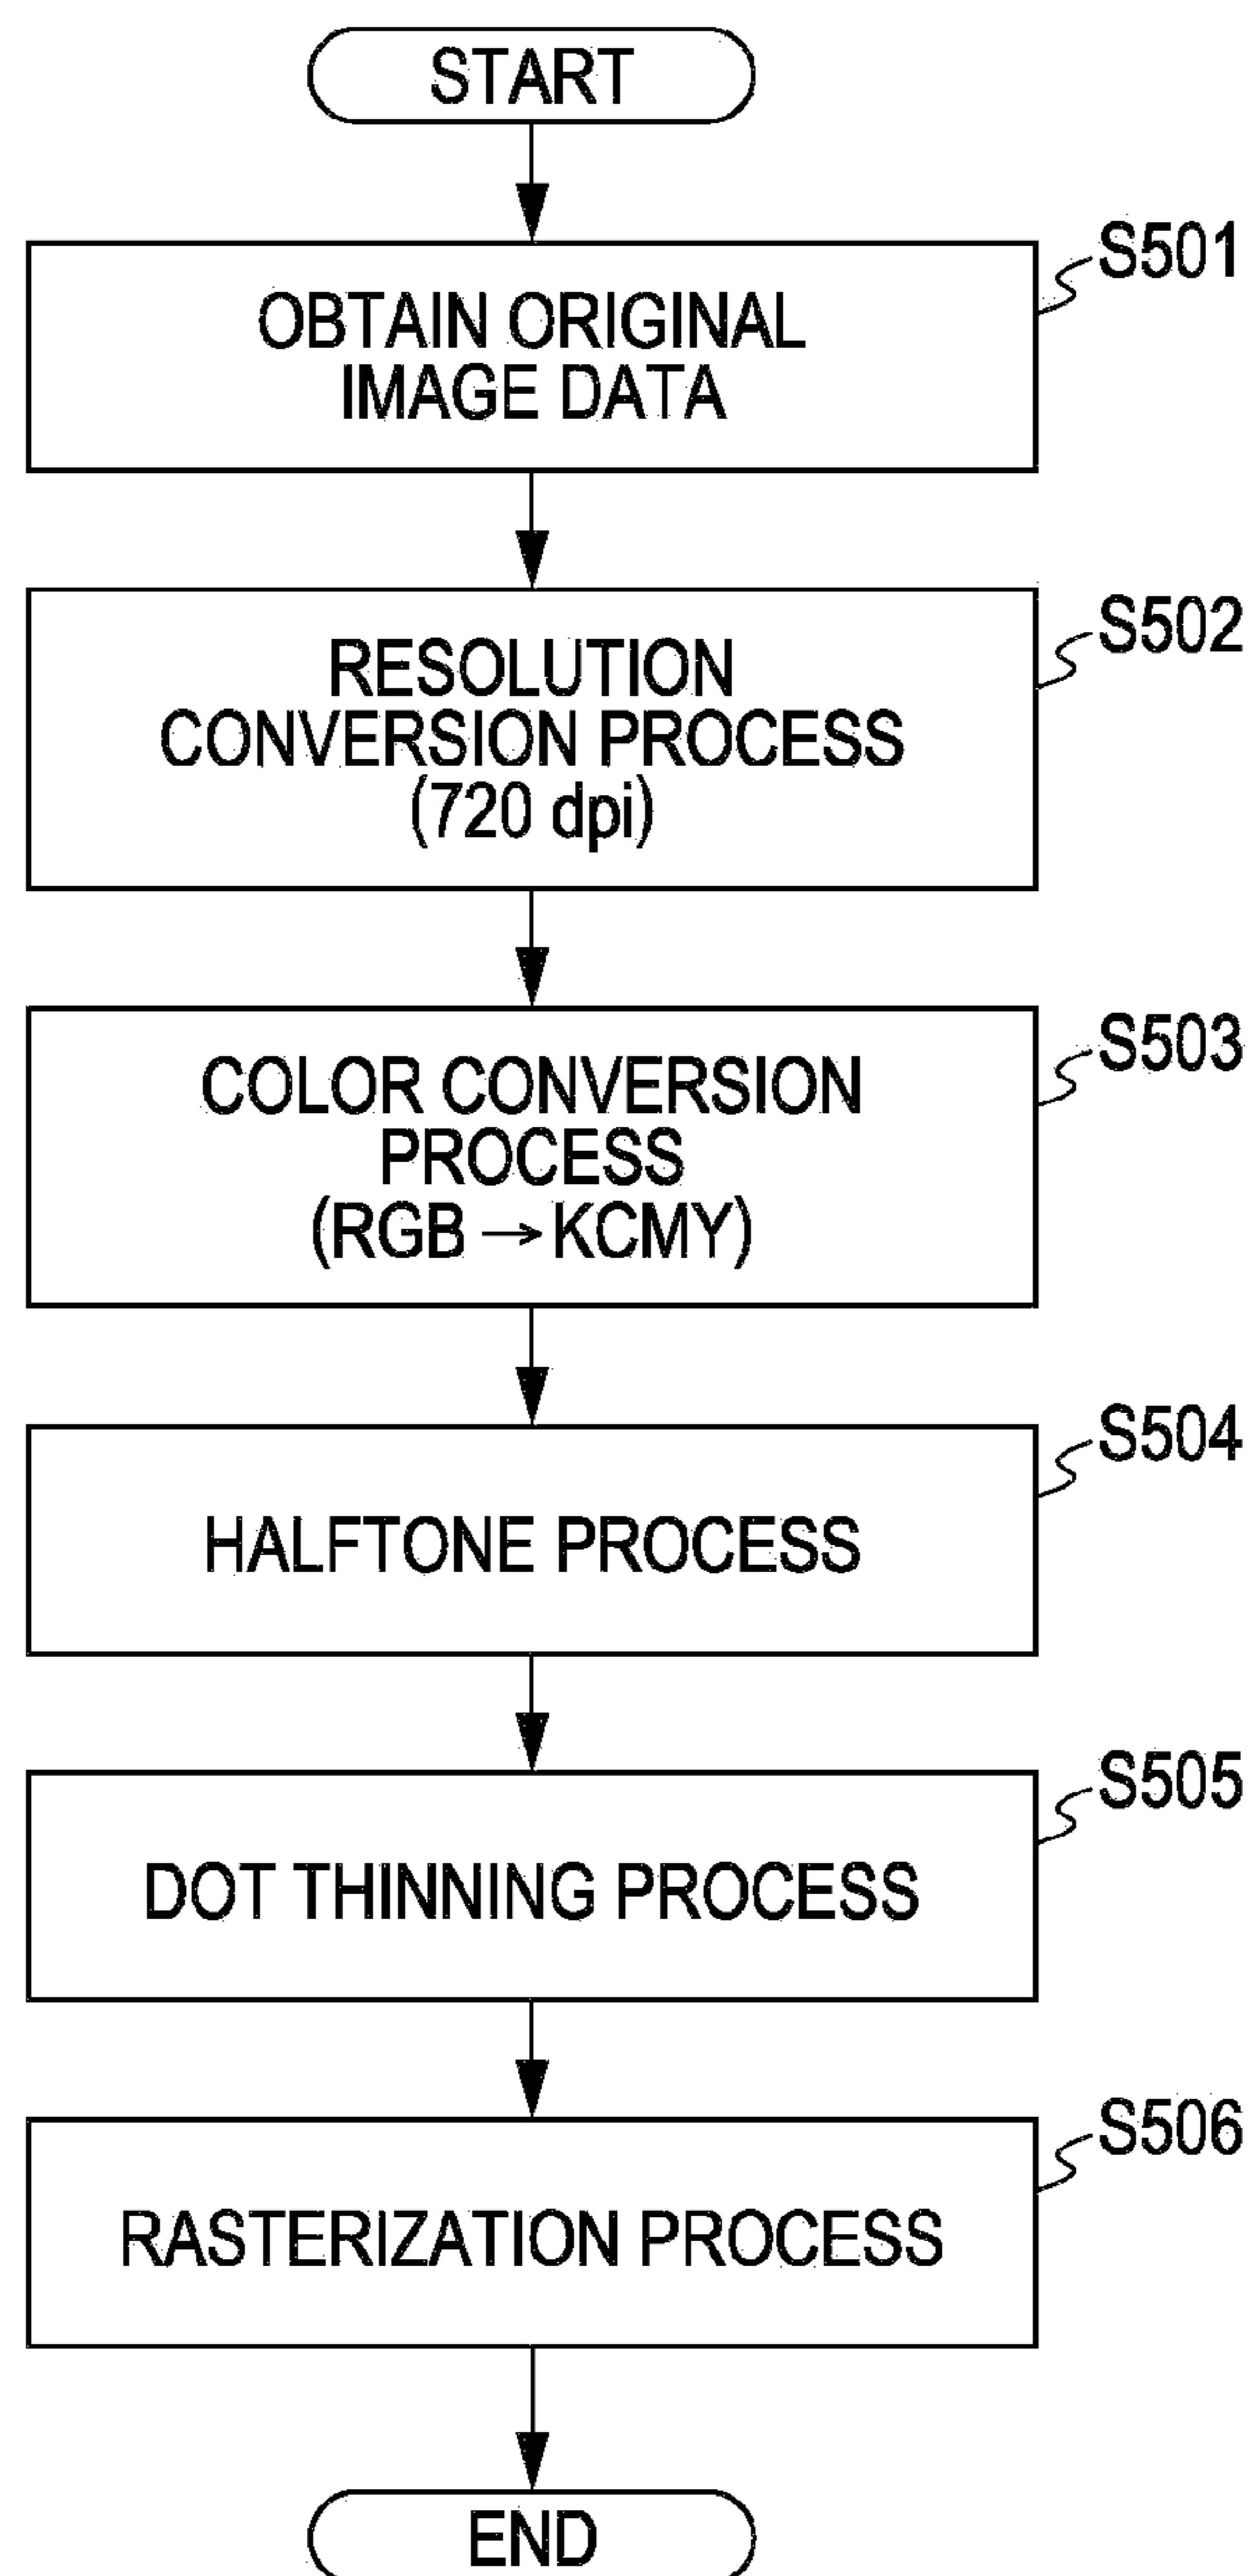 START
S501
OBTAIN ORIGINAL
IMAGE DATA
S502
RESOLUTION
CONVERSION PROCESS
(720 dpi)
S503
COLOR CONVERSION
PROCESS
(RGB → KCMY)
S504
HALFTONE PROCESS
S505
DOT THINNING PROCESS
S506
RASTERIZATION PROCESS
END